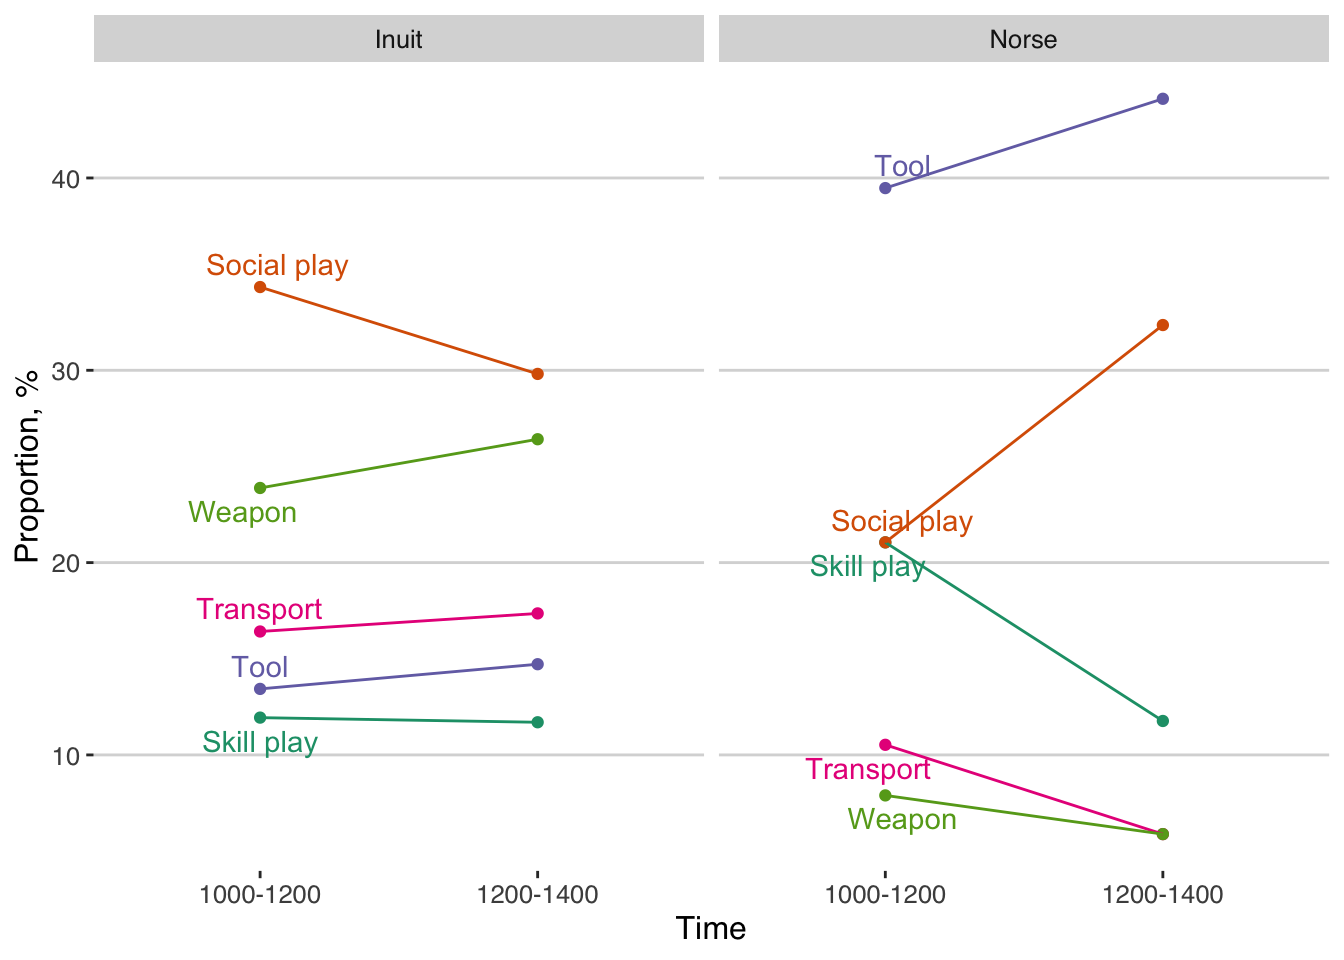 Inuit
Norse
Proportion, %
40
30
20
10
Social play
Weapon
Transport
Tool
Skill play
Tool
Social play
Skill play
Transport
Weapon
1000-1200
1200-1400
1000-1200
1200-1400
Time